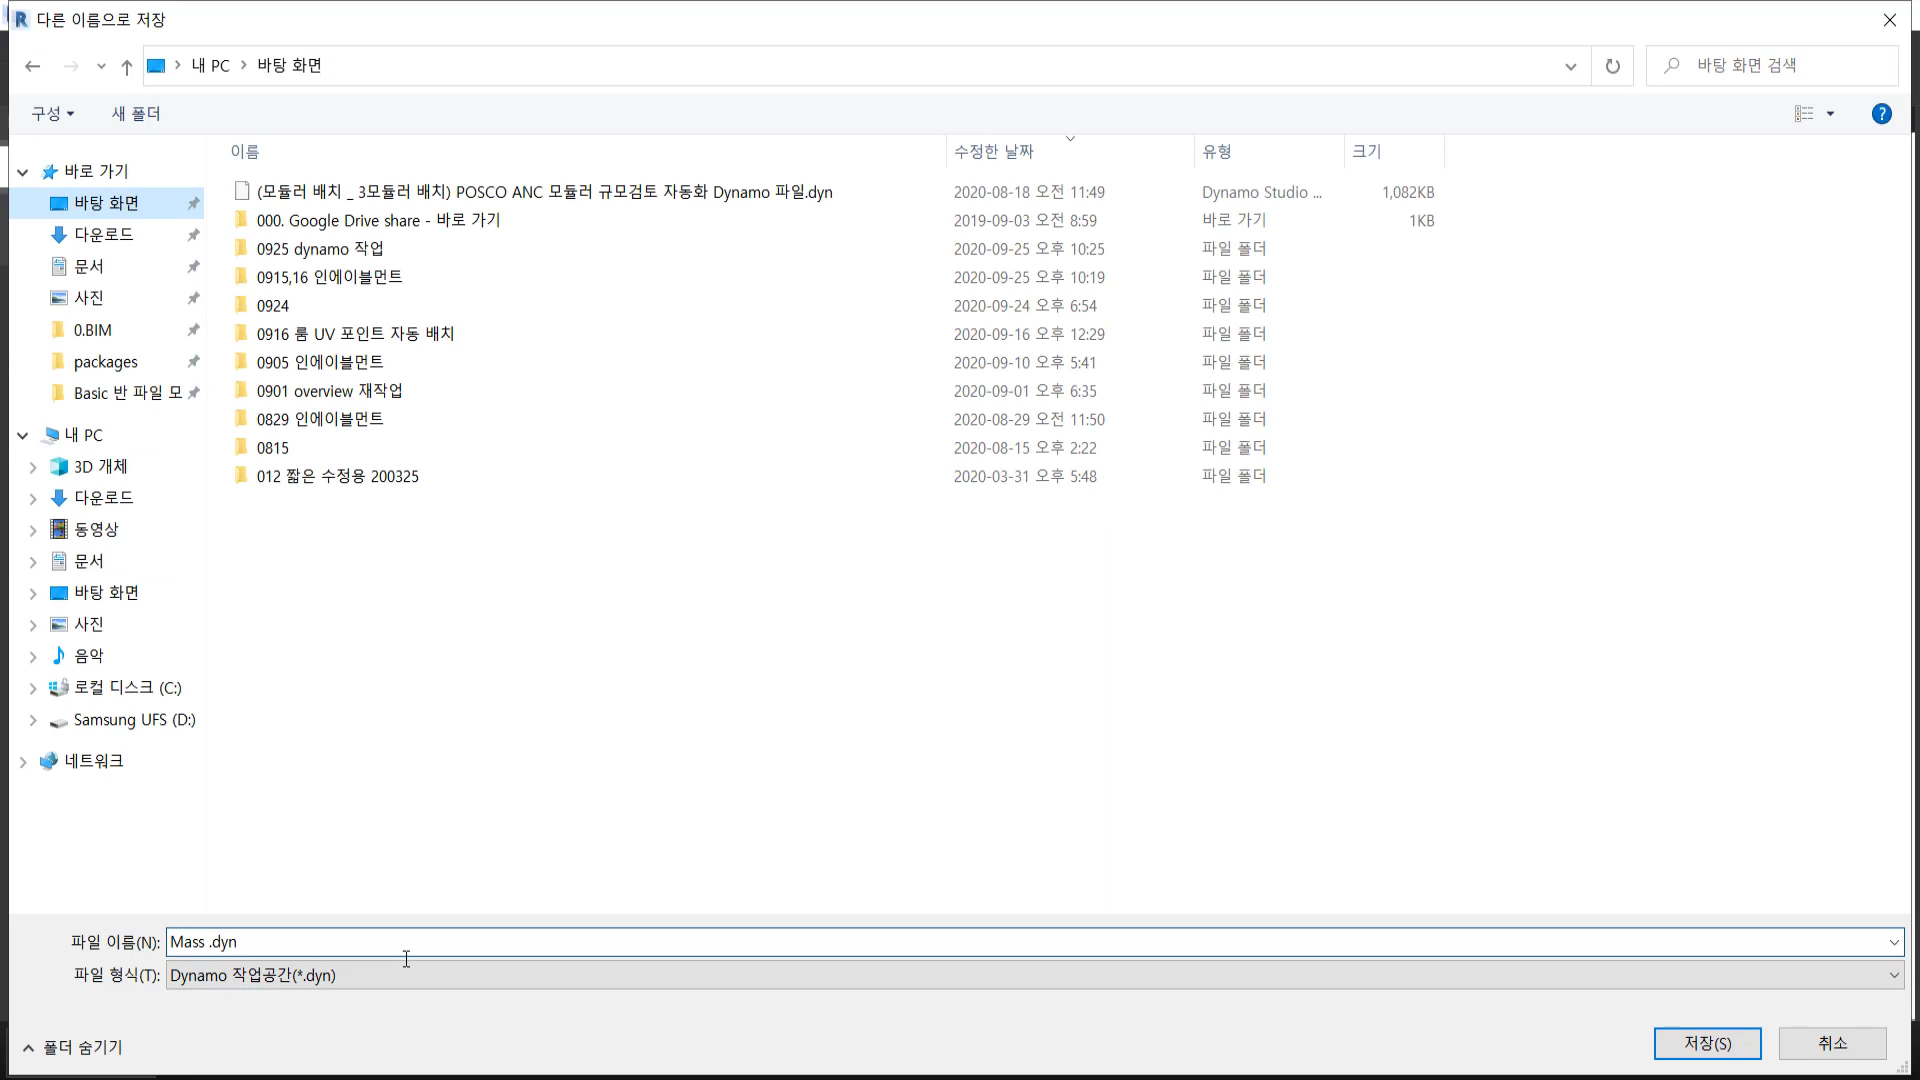 다른 이름으로 저장
내 PC 바탕 화면
바탕 화면 검색
구성 새 폴더
이름 수정한 날짜 유형 크기
바로 가기
바탕 화면
다운로드
문서
사진
0.BIM
packages
Basic 반 파일 모
내 PC
3D 개체
다운로드
동영상
문서
바탕 화면
사진
음악
로컬 디스크 (C:)
Samsung UFS (D:)
네트워크
(모듈러 배치 _ 3모듈러 배치) POSCO ANC 모듈러 규모검토 자동화 Dynamo 파일.dyn 2020-08-18 오전 11:49 Dynamo Studio ... 1,082KB
000. Google Drive share - 바로 가기 2019-09-03 오전 8:59 바로 가기 1KB
0925 dynamo 작업 2020-09-25 오후 10:25 파일 폴더
0915,16 인에이블먼트 2020-09-25 오후 10:19 파일 폴더
0924 2020-09-24 오후 6:54 파일 폴더
0916 룸 UV 포인트 자동 배치 2020-09-16 오후 12:29 파일 폴더
0905 인에이블먼트 2020-09-10 오후 5:41 파일 폴더
0901 overview 재작업 2020-09-01 오후 6:35 파일 폴더
0829 인에이블먼트 2020-08-29 오전 11:50 파일 폴더
0815 2020-08-15 오후 2:22 파일 폴더
012 짧은 수정용 200325 2020-03-31 오후 5:48 파일 폴더
파일 이름(N): Mass .dyn
파일 형식(T): Dynamo 작업공간(*.dyn)
폴더 숨기기
저장(S) 취소